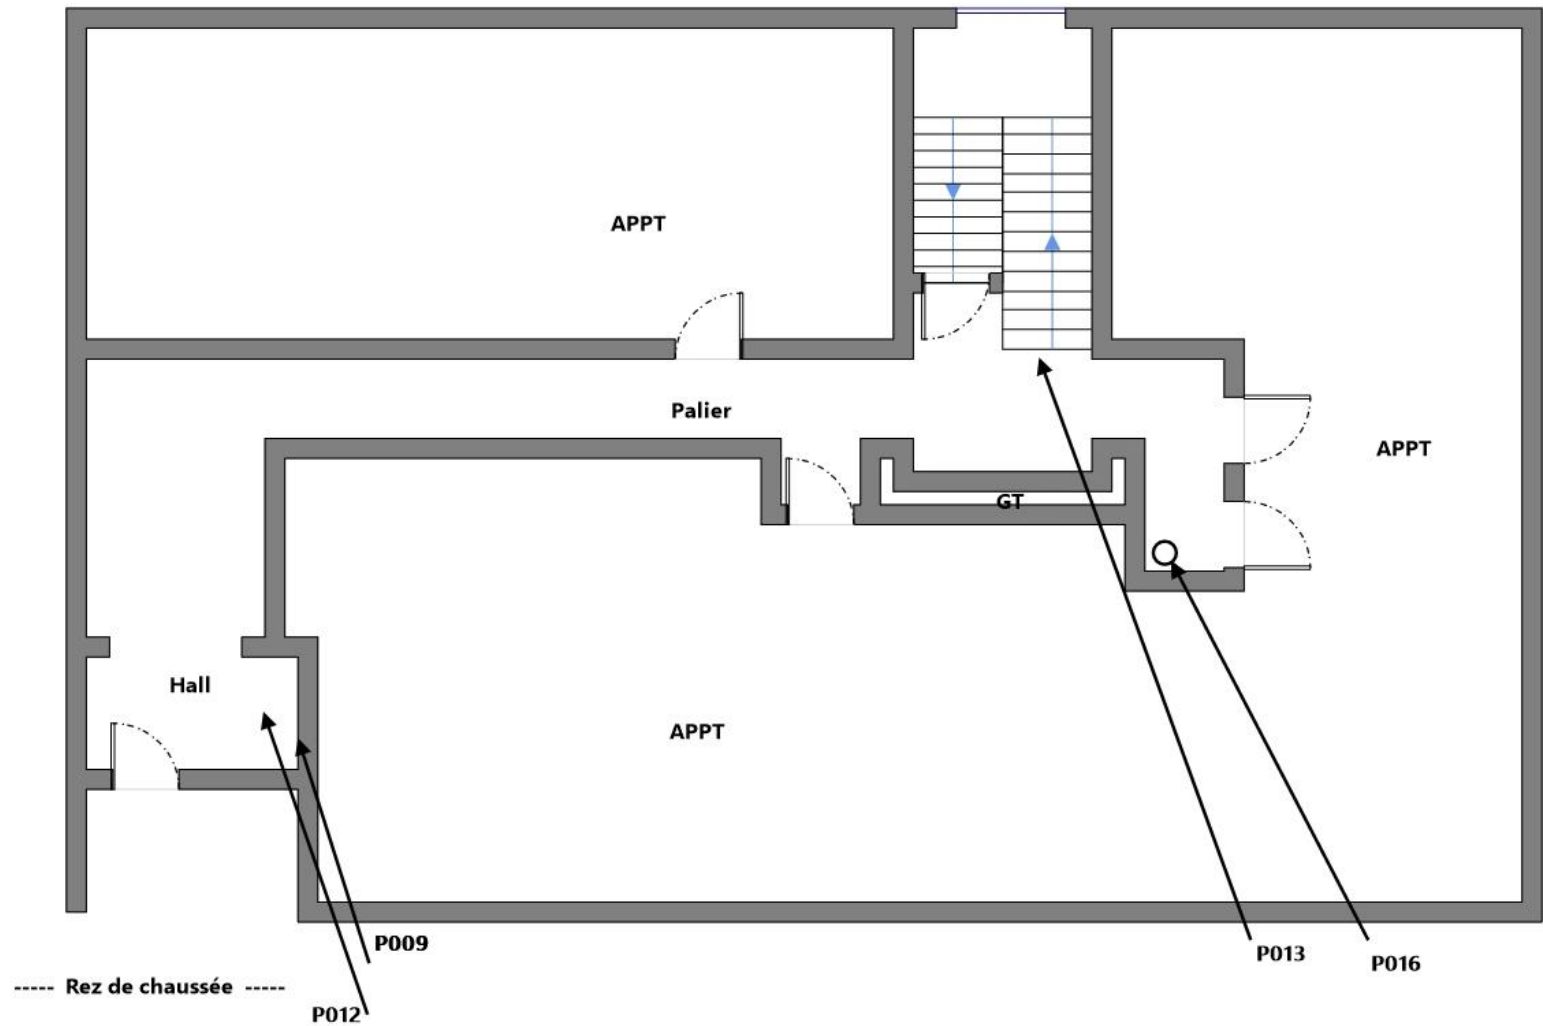 APPT
Palier
APPT
GT
Hall
APPT
P009
P013
P016
----- Rez de chaussée -----
P012